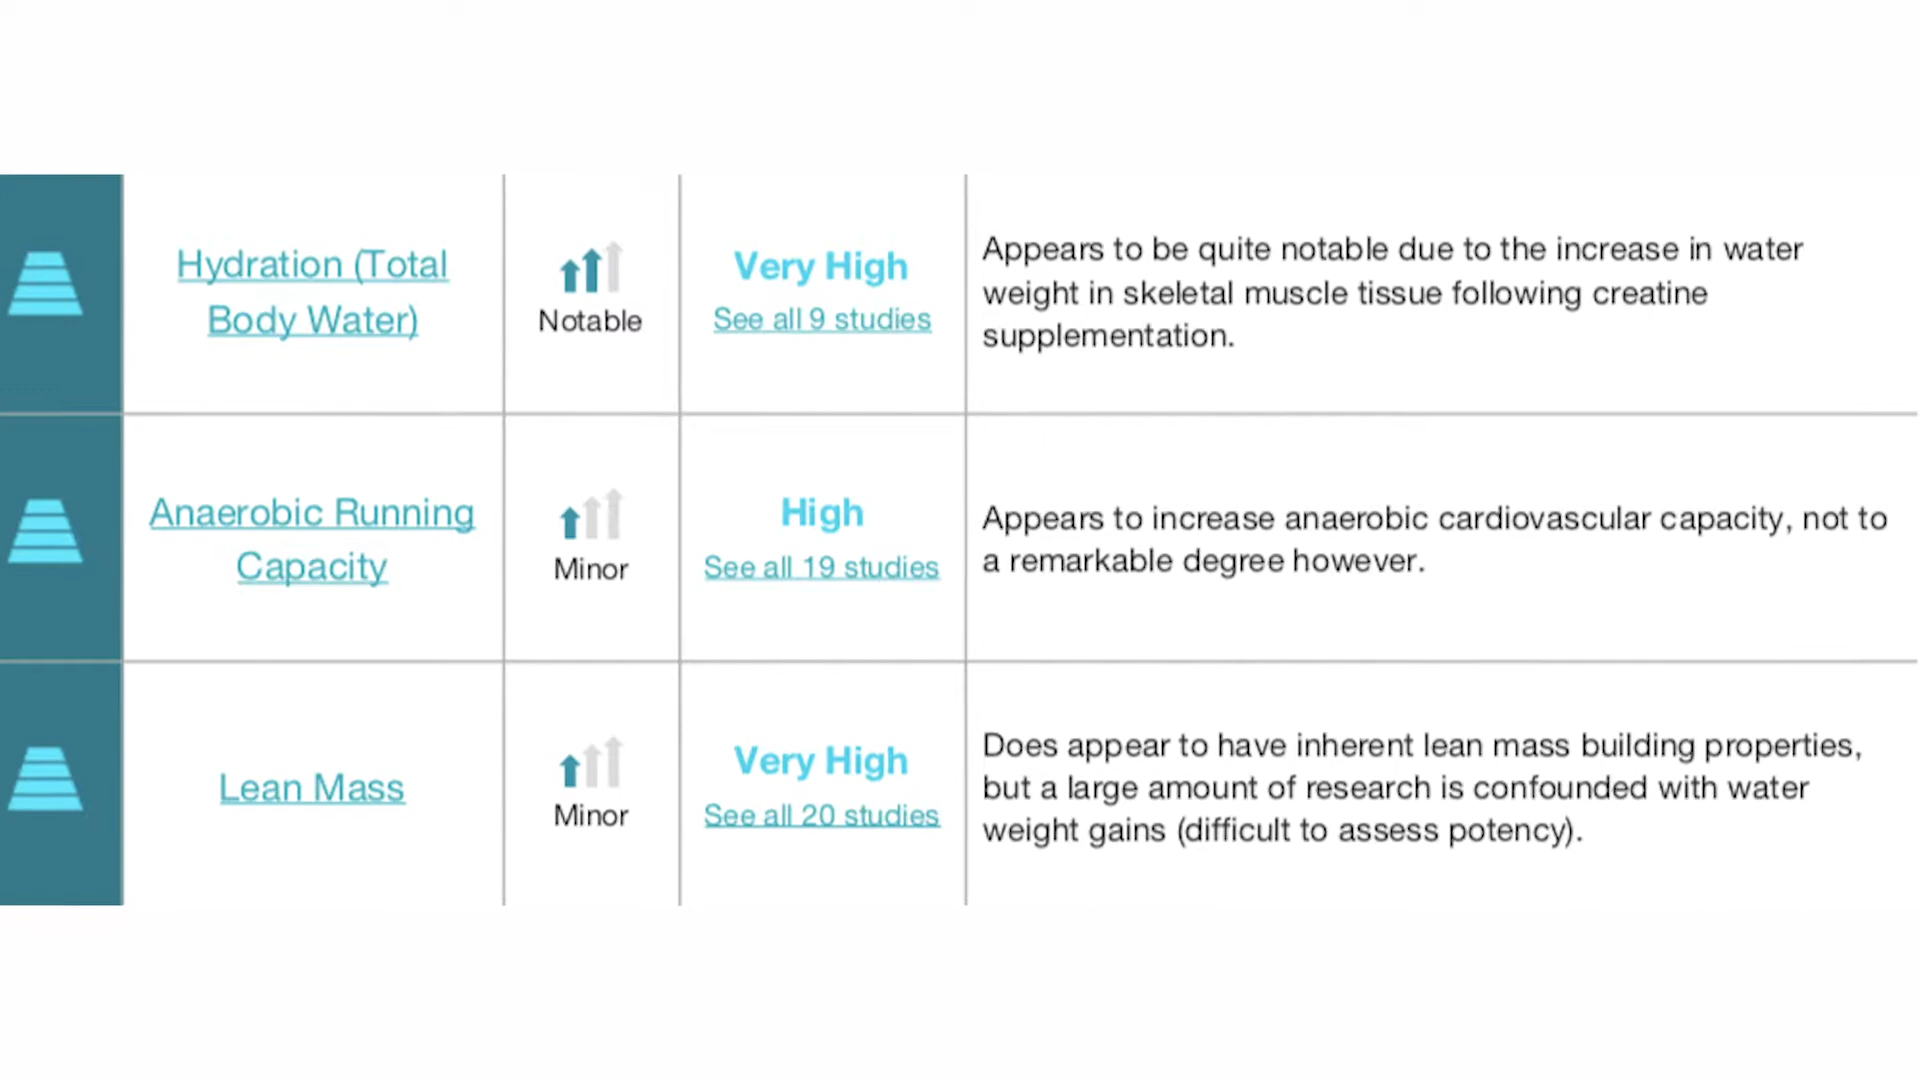 Hydration (Total
Body Water)
Notable
Very High
See all 9 studies
Appears to be quite notable due to the increase in water
weight in skeletal muscle tissue following creatine
supplementation.
Anaerobic Running
Capacity
Minor
High
See all 19 studies
Appears to increase anaerobic cardiovascular capacity, not to
a remarkable degree however.
Lean Mass
Minor
Very High
See all 20 studies
Does appear to have inherent lean mass building properties,
but a large amount of research is confounded with water
weight gains (difficult to assess potency).